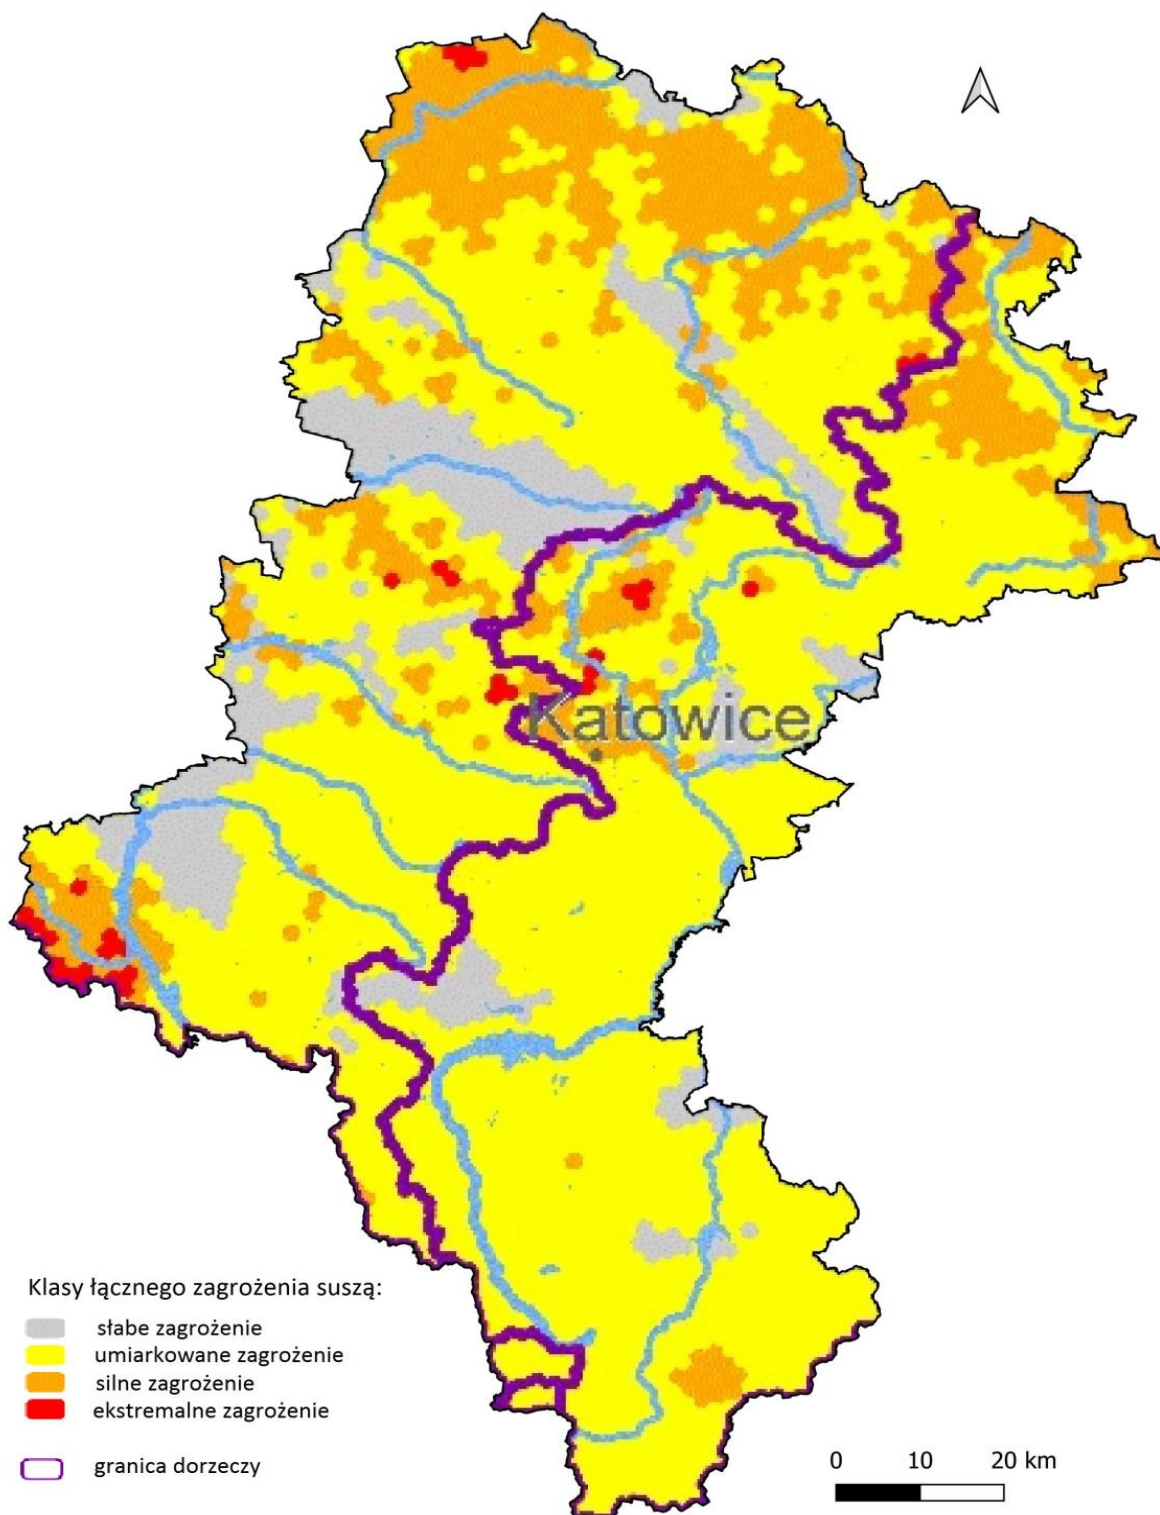 Katowice
Klasy łącznego zagrożenia suszą:
słabe zagrożenie
umiarkowane zagrożenie
silne zagrożenie
ekstremalne zagrożenie
granica dorzeczy
0 10 20 km